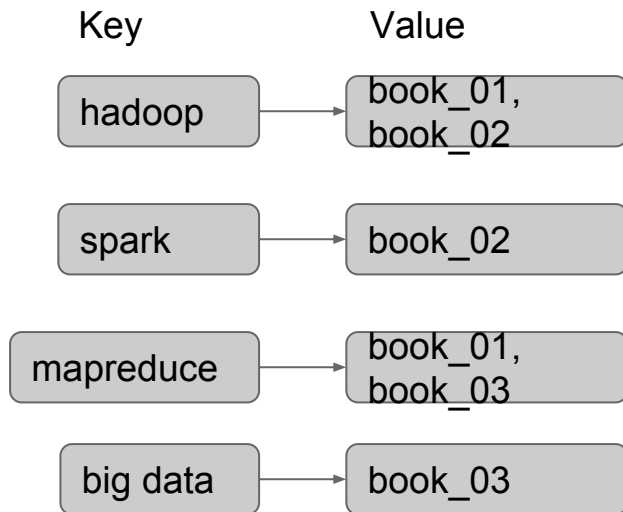 Key Value
hadoop book_01,
book_02
spark book_02
mapreduce book_01,
book_03
big data book_03